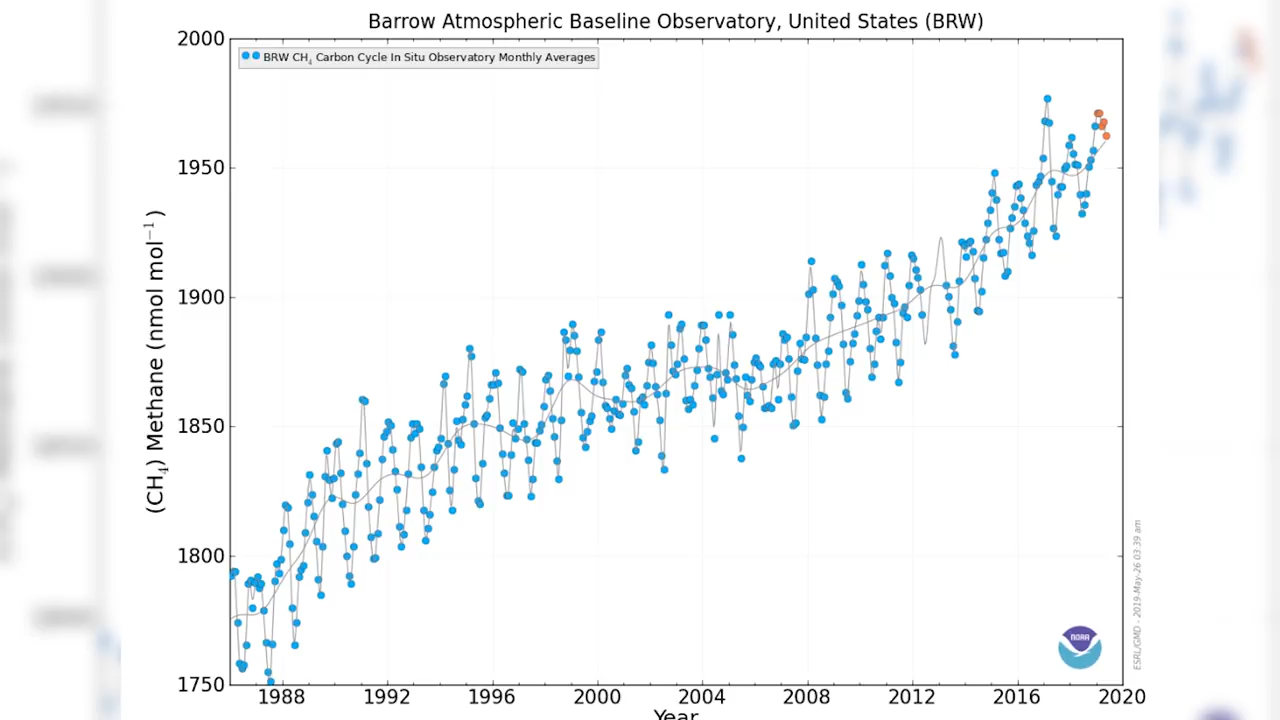 Barrow Atmospheric Baseline Observatory, United States (BRW)
2000
BRW CH₄ Carbon Cycle In Situ Observatory Monthly Averages
1950
1900
1850
1800
1750
(CH₄) Methane (nmol mol⁻¹)
1988 1992 1996 2000 2004 2008 2012 2016 2020
Year
NOAA
ESRL/GMD - 2019-May-26 03:39 am